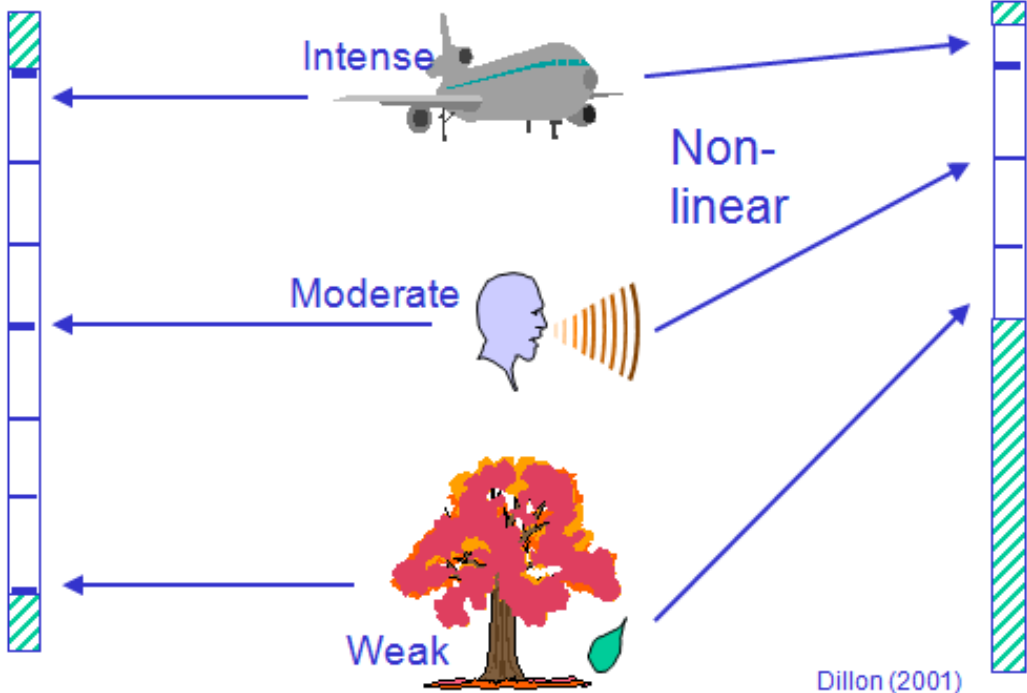 Intense
Non-
linear
Moderate
Weak
Dillon (2001)